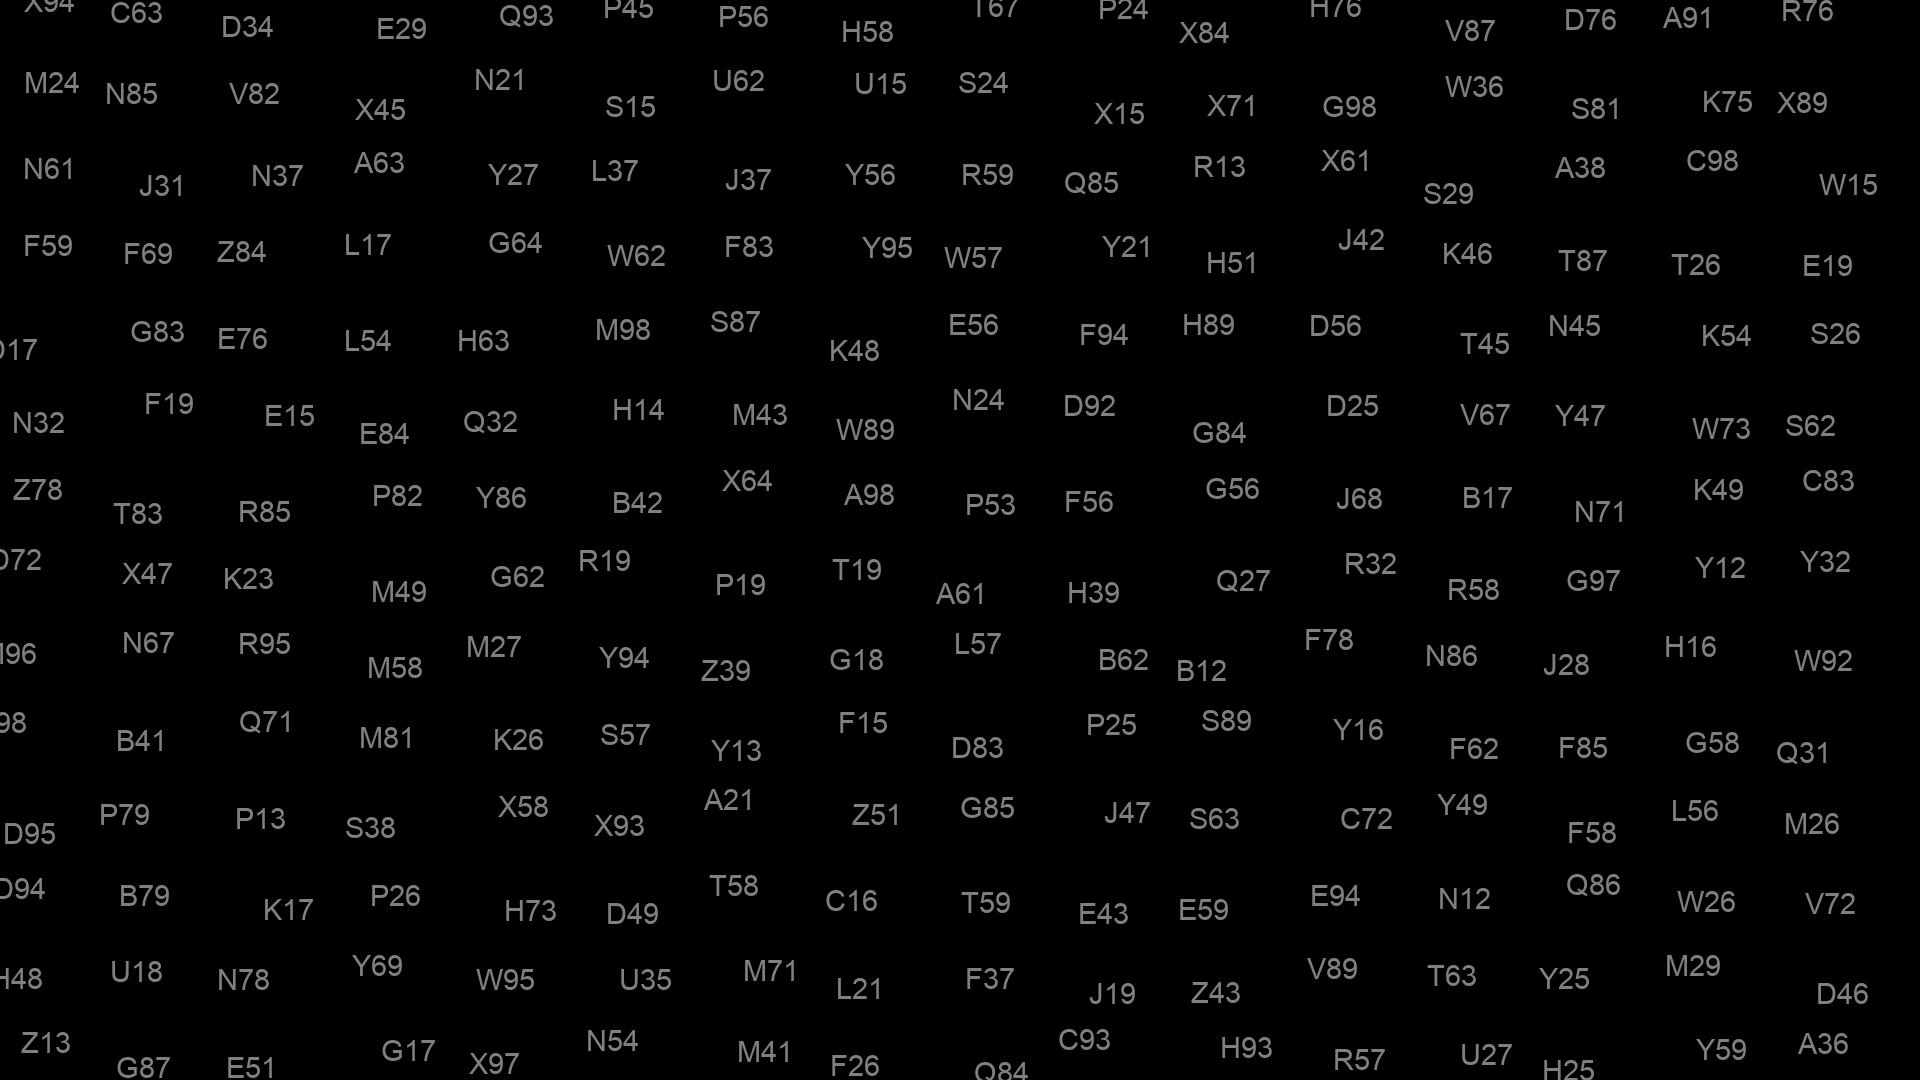 X94 C63 D34 E29 Q93 P45 P56 H58 T67 P24 X84 H76 V87 D76 A91 R76
M24 N85 V82 X45 N21 S15 U62 U15 S24 X15 X71 G98 W36 S81 K75 X89
N61 J31 N37 A63 Y27 L37 J37 Y56 R59 Q85 R13 X61 S29 A38 C98 W15
F59 F69 Z84 L17 G64 W62 F83 Y95 W57 Y21 H51 J42 K46 T87 T26 E19
G83 E76 L54 H63 M98 S87 K48 E56 F94 H89 D56 T45 N45 K54 S26
N32 F19 E15 E84 Q32 H14 M43 W89 N24 D92 G84 D25 V67 Y47 W73 S62
Z78 T83 R85 P82 Y86 B42 X64 A98 P53 F56 G56 J68 B17 N71 K49 C83
X47 K23 M49 G62 R19 P19 T19 A61 H39 Q27 R32 R58 G97 Y12 Y32
N67 R95 M58 M27 Y94 Z39 G18 L57 B62 B12 F78 N86 J28 H16 W92
B41 Q71 M81 K26 S57 Y13 F15 D83 P25 S89 Y16 F62 F85 G58 Q31
D95 P79 P13 S38 X58 X93 A21 Z51 G85 J47 S63 C72 Y49 F58 L56 M26
D94 B79 K17 P26 H73 D49 T58 C16 T59 E43 E59 E94 N12 Q86 W26 V72
H48 U18 N78 Y69 W95 U35 M71 L21 F37 J19 Z43 V89 T63 Y25 M29 D46
Z13 G87 E51 G17 X97 N54 M41 F26 Q84 C93 H93 R57 U27 H25 Y59 A36